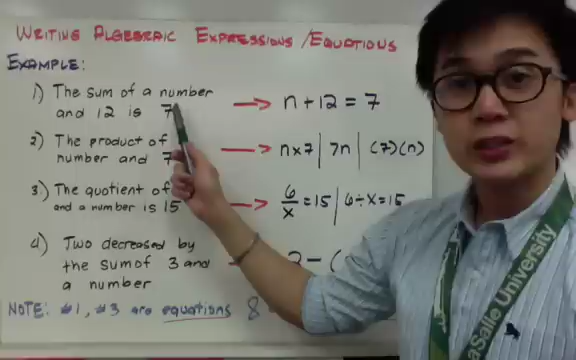 WRITING ALGEBRAIC EXPRESSIONS/EQUATIONS
EXAMPLE:
1) The sum of a number
and 12 is 7
n + 12 = 7
2) The product of
number and 7
n x 7 | 7n | (7)(n)
3) The quotient of
and a number is 15
6/x = 15 | 6 ÷ x = 15
4) Two decreased by
the sum of 3 and
a number
2 - (
NOTE: #1, #3 are equations
LaSalle University